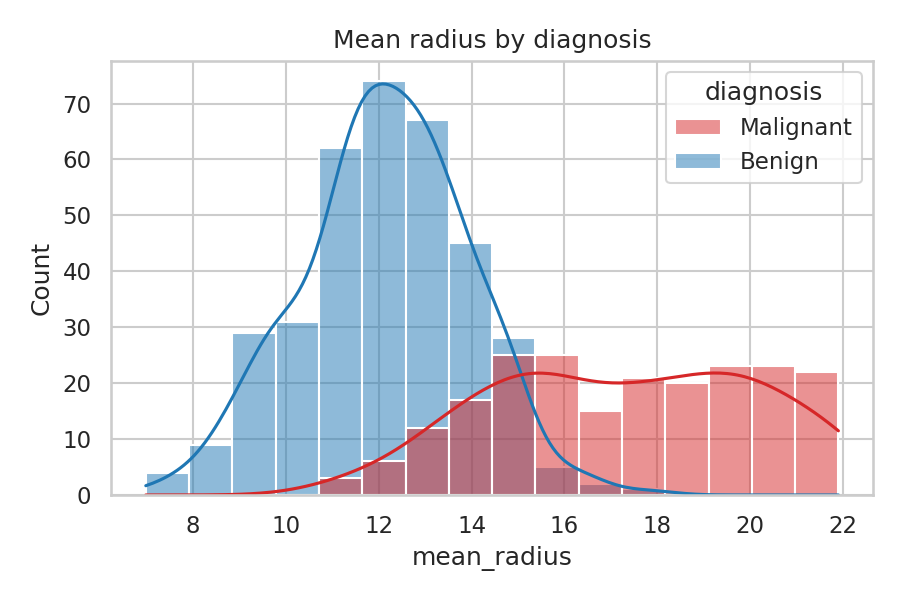 Mean radius by diagnosis
diagnosis
Malignant
Benign
Count
70
60
50
40
30
20
10
0
8 10 12 14 16 18 20 22
mean_radius